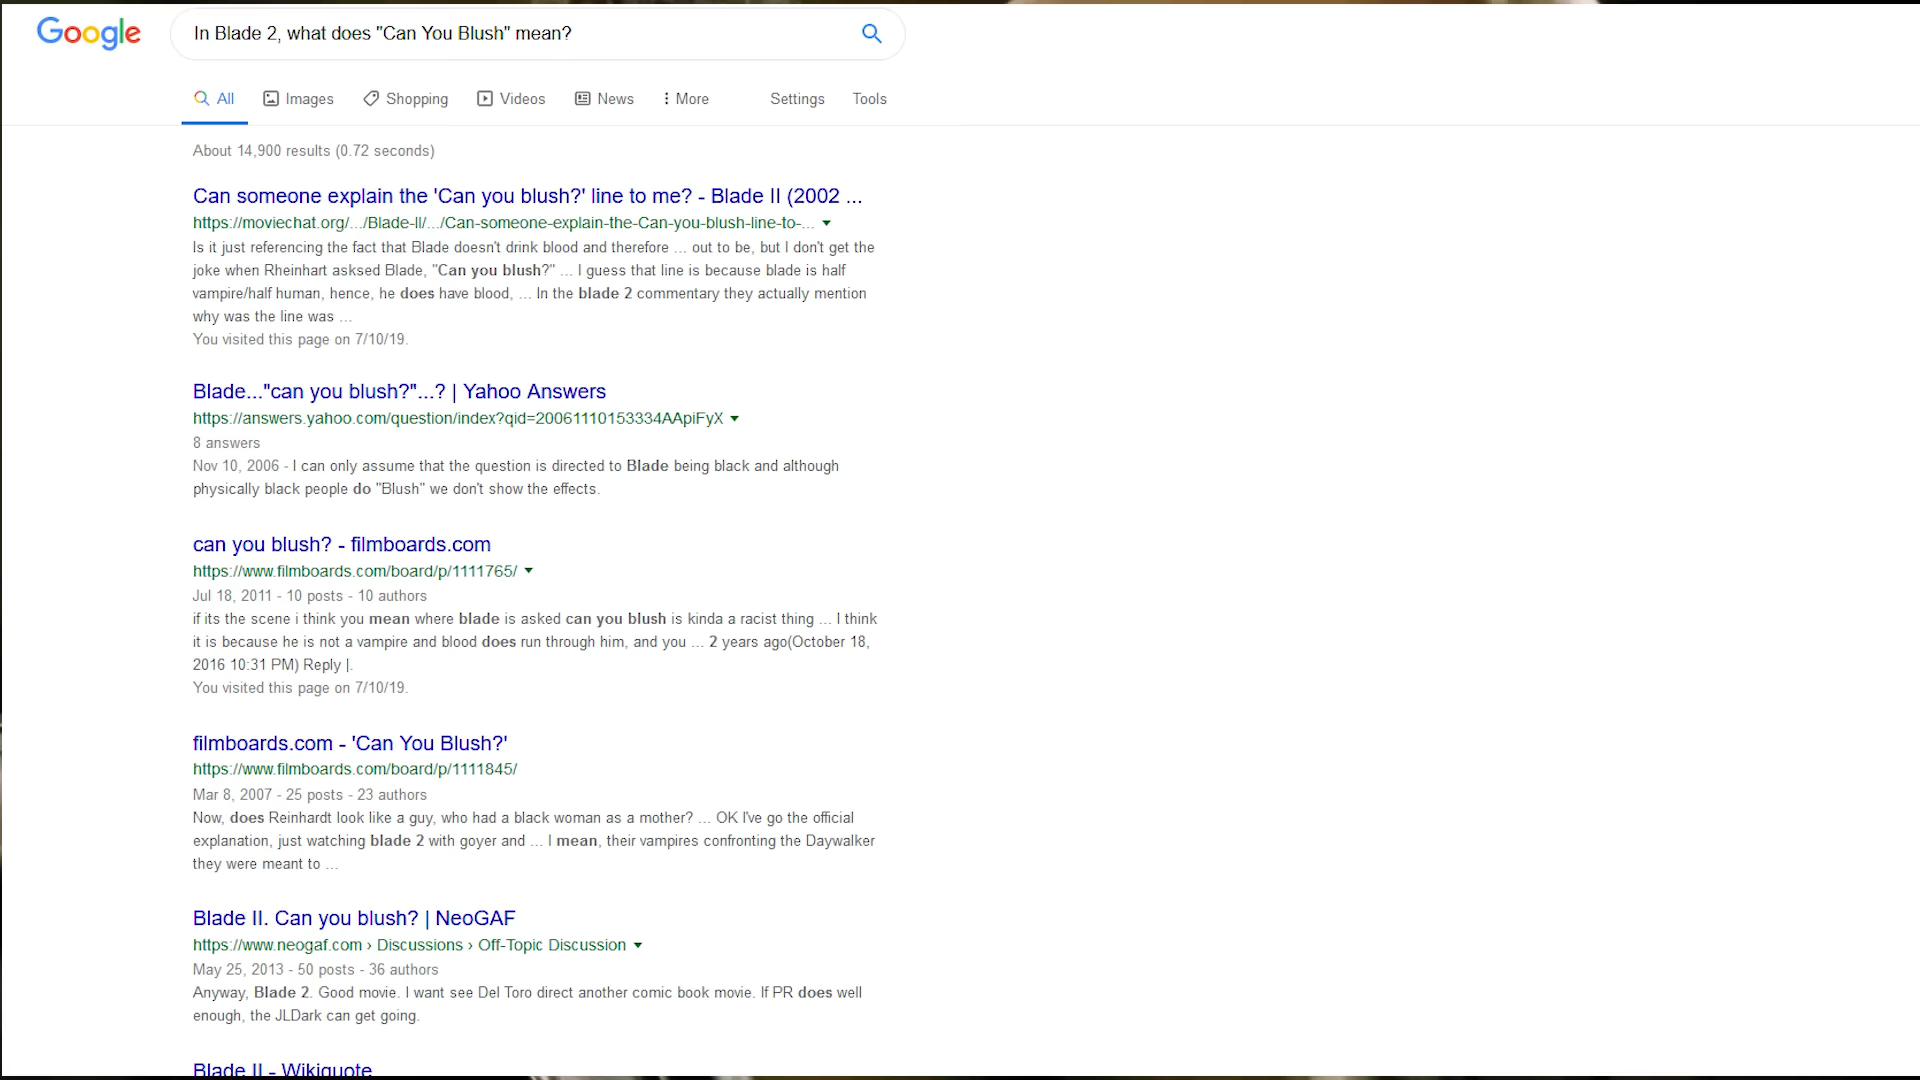 Google
In Blade 2, what does "Can You Blush" mean?
All Images Shopping Videos News More Settings Tools
About 14,900 results (0.72 seconds)
Can someone explain the 'Can you blush?' line to me? - Blade II (2002 ...
https://moviechat.org/.../Blade-II/.../Can-someone-explain-the-Can-you-blush-line-to-...
Is it just referencing the fact that Blade doesn't drink blood and therefore ... out to be, but I don't get the
joke when Rheinhart asksed Blade, "Can you blush?" ... I guess that line is because blade is half
vampire/half human, hence, he does have blood, ... In the blade 2 commentary they actually mention
why was the line was ...
You visited this page on 7/10/19.
Blade..."can you blush?"...? | Yahoo Answers
https://answers.yahoo.com/question/index?qid=20061110153334AApiFyX
8 answers
Nov 10, 2006 - I can only assume that the question is directed to Blade being black and although
physically black people do "Blush" we don't show the effects.
can you blush? - filmboards.com
https://www.filmboards.com/board/p/1111765/
Jul 18, 2011 - 10 posts - 10 authors
if its the scene i think you mean where blade is asked can you blush is kinda a racist thing ... I think
it is because he is not a vampire and blood does run through him, and you ... 2 years ago(October 18,
2016 10:31 PM) Reply |.
You visited this page on 7/10/19.
filmboards.com - 'Can You Blush?'
https://www.filmboards.com/board/p/1111845/
Mar 8, 2007 - 25 posts - 23 authors
Now, does Reinhardt look like a guy, who had a black woman as a mother? ... OK I've go the official
explanation, just watching blade 2 with goyer and ... I mean, their vampires confronting the Daywalker
they were meant to ...
Blade II. Can you blush? | NeoGAF
https://www.neogaf.com › Discussions › Off-Topic Discussion
May 25, 2013 - 50 posts - 36 authors
Anyway, Blade 2. Good movie. I want see Del Toro direct another comic book movie. If PR does well
enough, the JLDark can get going.
Blade II - Wikiquote